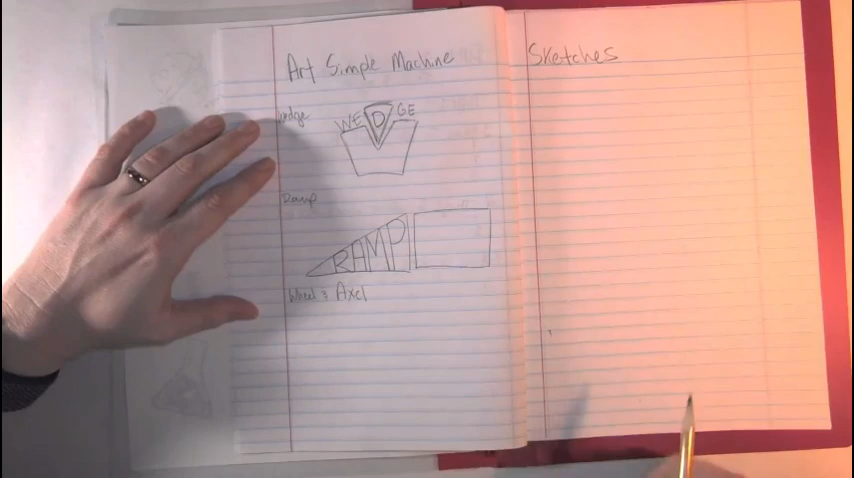 Art Simple Machine
Wedge
WEDGE
Ramp
RAMP
Wheel & Axel
Sketches